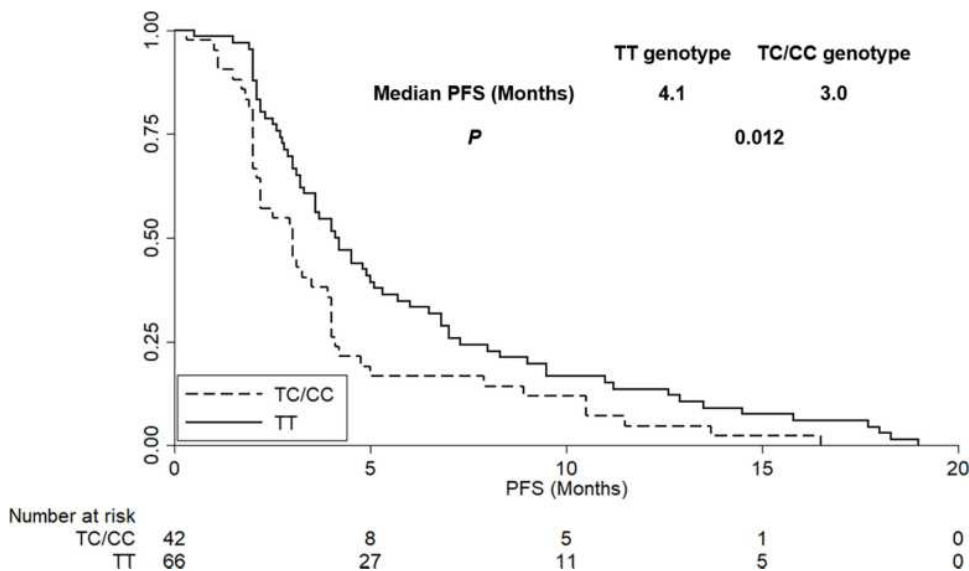 TT genotype TC/CC genotype
Median PFS (Months) 4.1 3.0
P 0.012
1.00
0.75
0.50
0.25
0.00
TC/CC
TT
0 5 10 15 20
PFS (Months)
Number at risk
TC/CC 42 8 5 1 0
TT 66 27 11 5 0